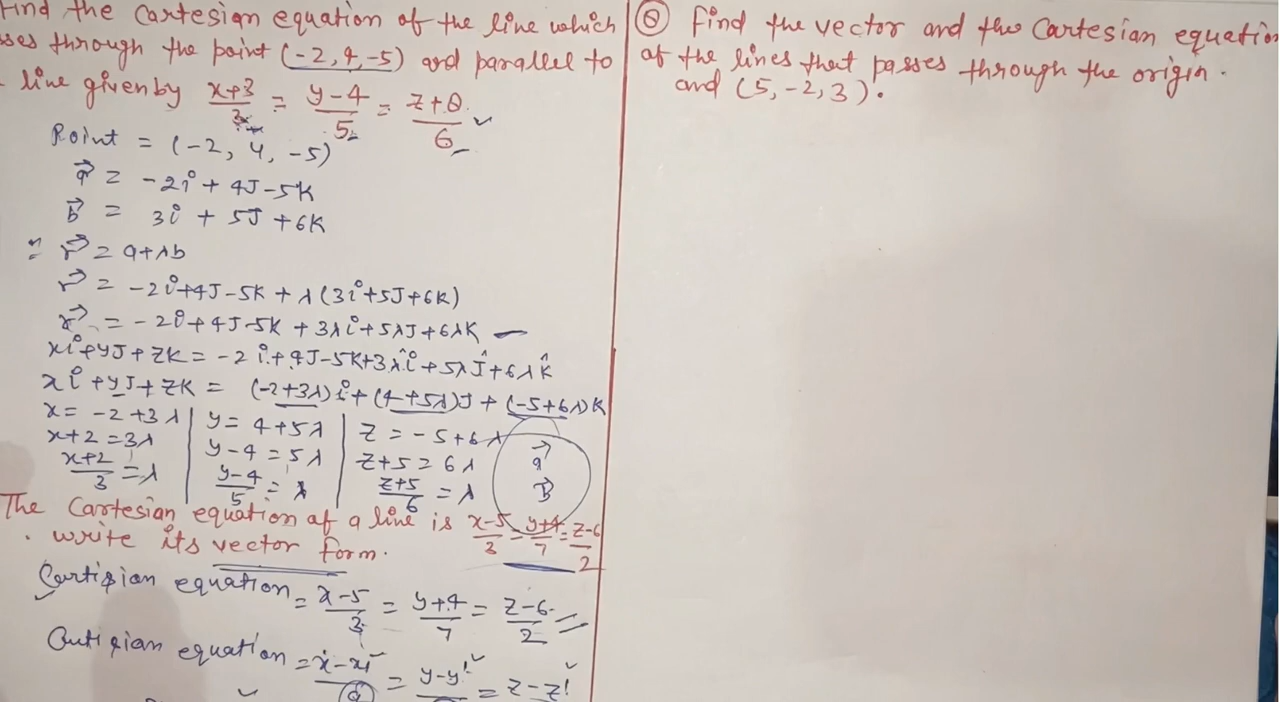 Find the Cartesian equation of the line which
ses through the point (-2, 4, -5) and parallel to
line given by x+3/3 = y-4/5 = z+8/6
Point = (-2, 4, -5)
a⃗ = -2i + 4J - 5K
b⃗ = 3i + 5J + 6K
r⃗ = a+λb
r⃗ = -2i+4J-5K + λ(3i+5J+6K)
r⃗ = -2i+4J-5K + 3λi+5λJ+6λK
xi+yJ+ZK = -2i+4J-5K+3λî+5λĴ+6λK̂
xi+yJ+ZK = (-2+3λ)i+(4+5λ)J+(-5+6λ)K
x = -2+3λ | y = 4+5λ | z = -5+6λ
x+2 = 3λ | y-4 = 5λ | z+5 = 6λ a⃗
x+2/3 = λ | y-4/5 = λ | z+5/6 = λ b⃗
The Cartesian equation of a line is x-5/3 = y+4/7 = z-6/2
. write its vector form.
Cartisian equation = x-5/3 = y+4/7 = z-6/2
equation = x-x1 = y-y1 = z-z1
Q Find the vector and the Cartesian equation
of the lines that passes through the origin.
and (5, -2, 3).